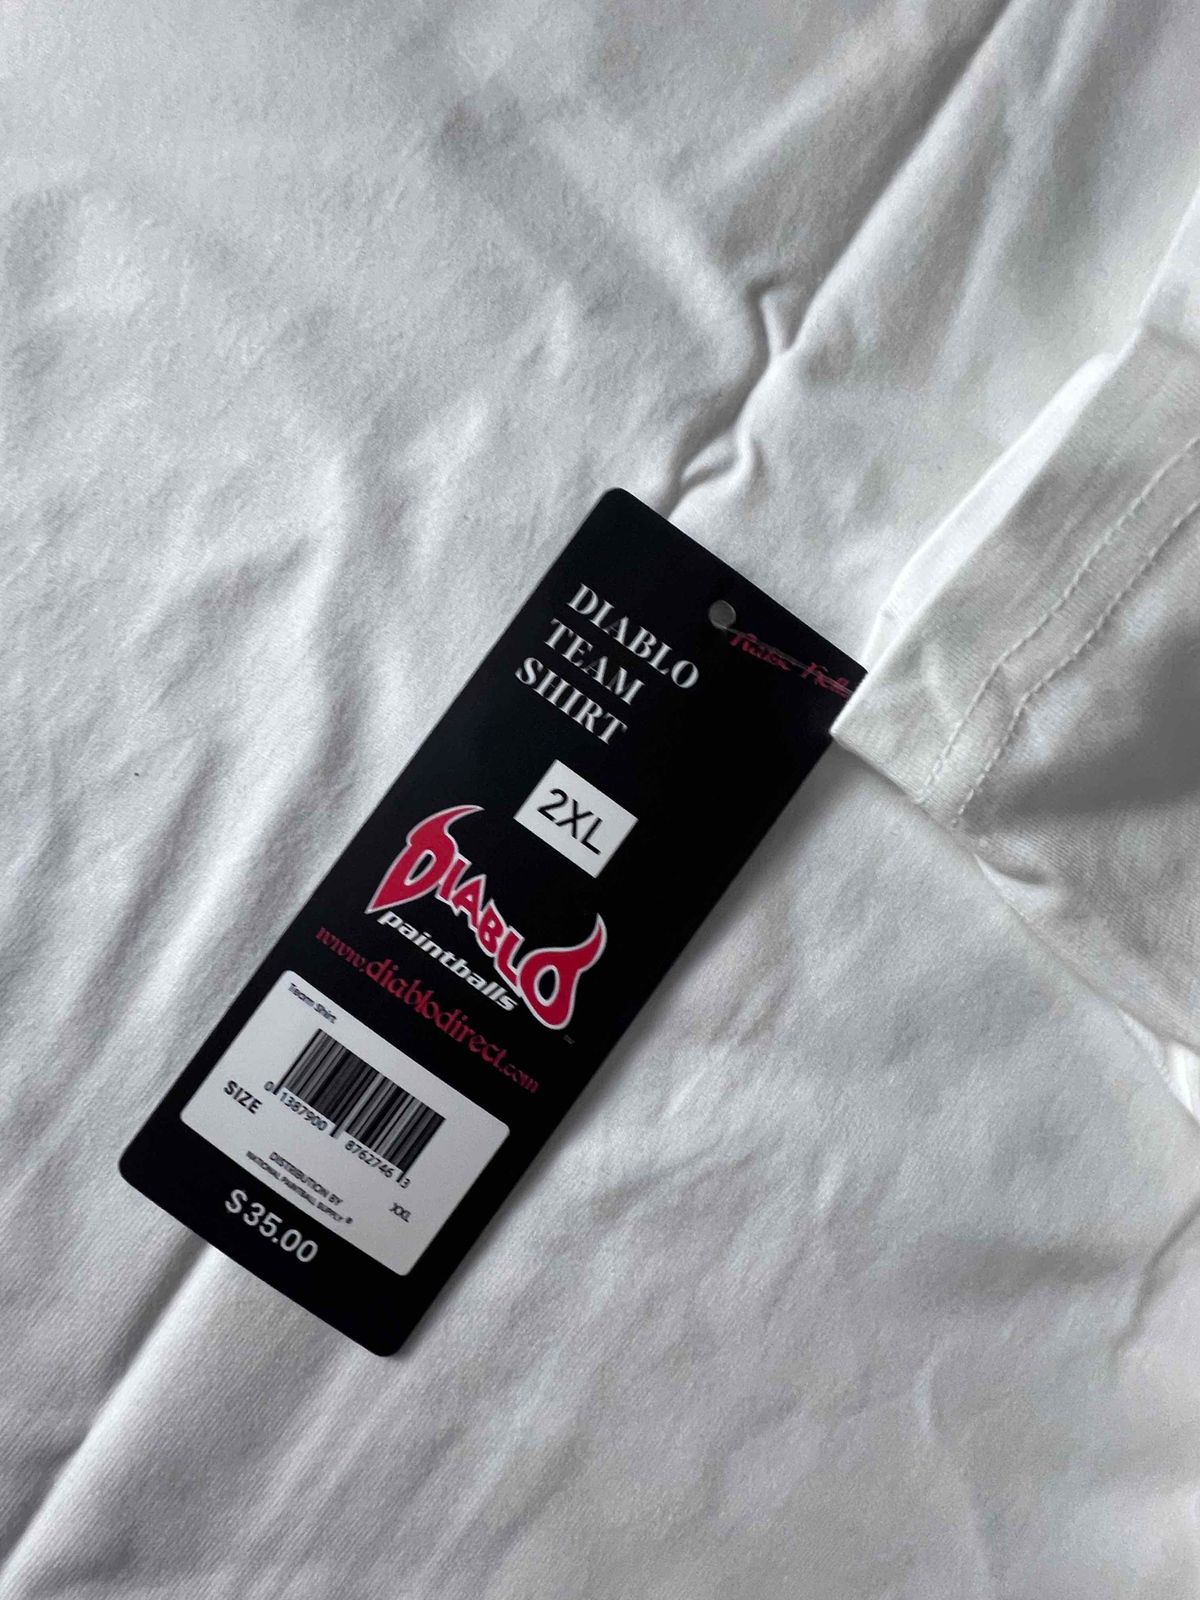 DIABLO
TEAM
SHIRT
2XL
DIABLO
paintballs
™
www.diablodirect.com
Team Shirt
0 1387900 8762746 3
SIZE
XXL
DISTRIBUTION BY
NATIONAL PAINTBALL SUPPLY ®
$35.00